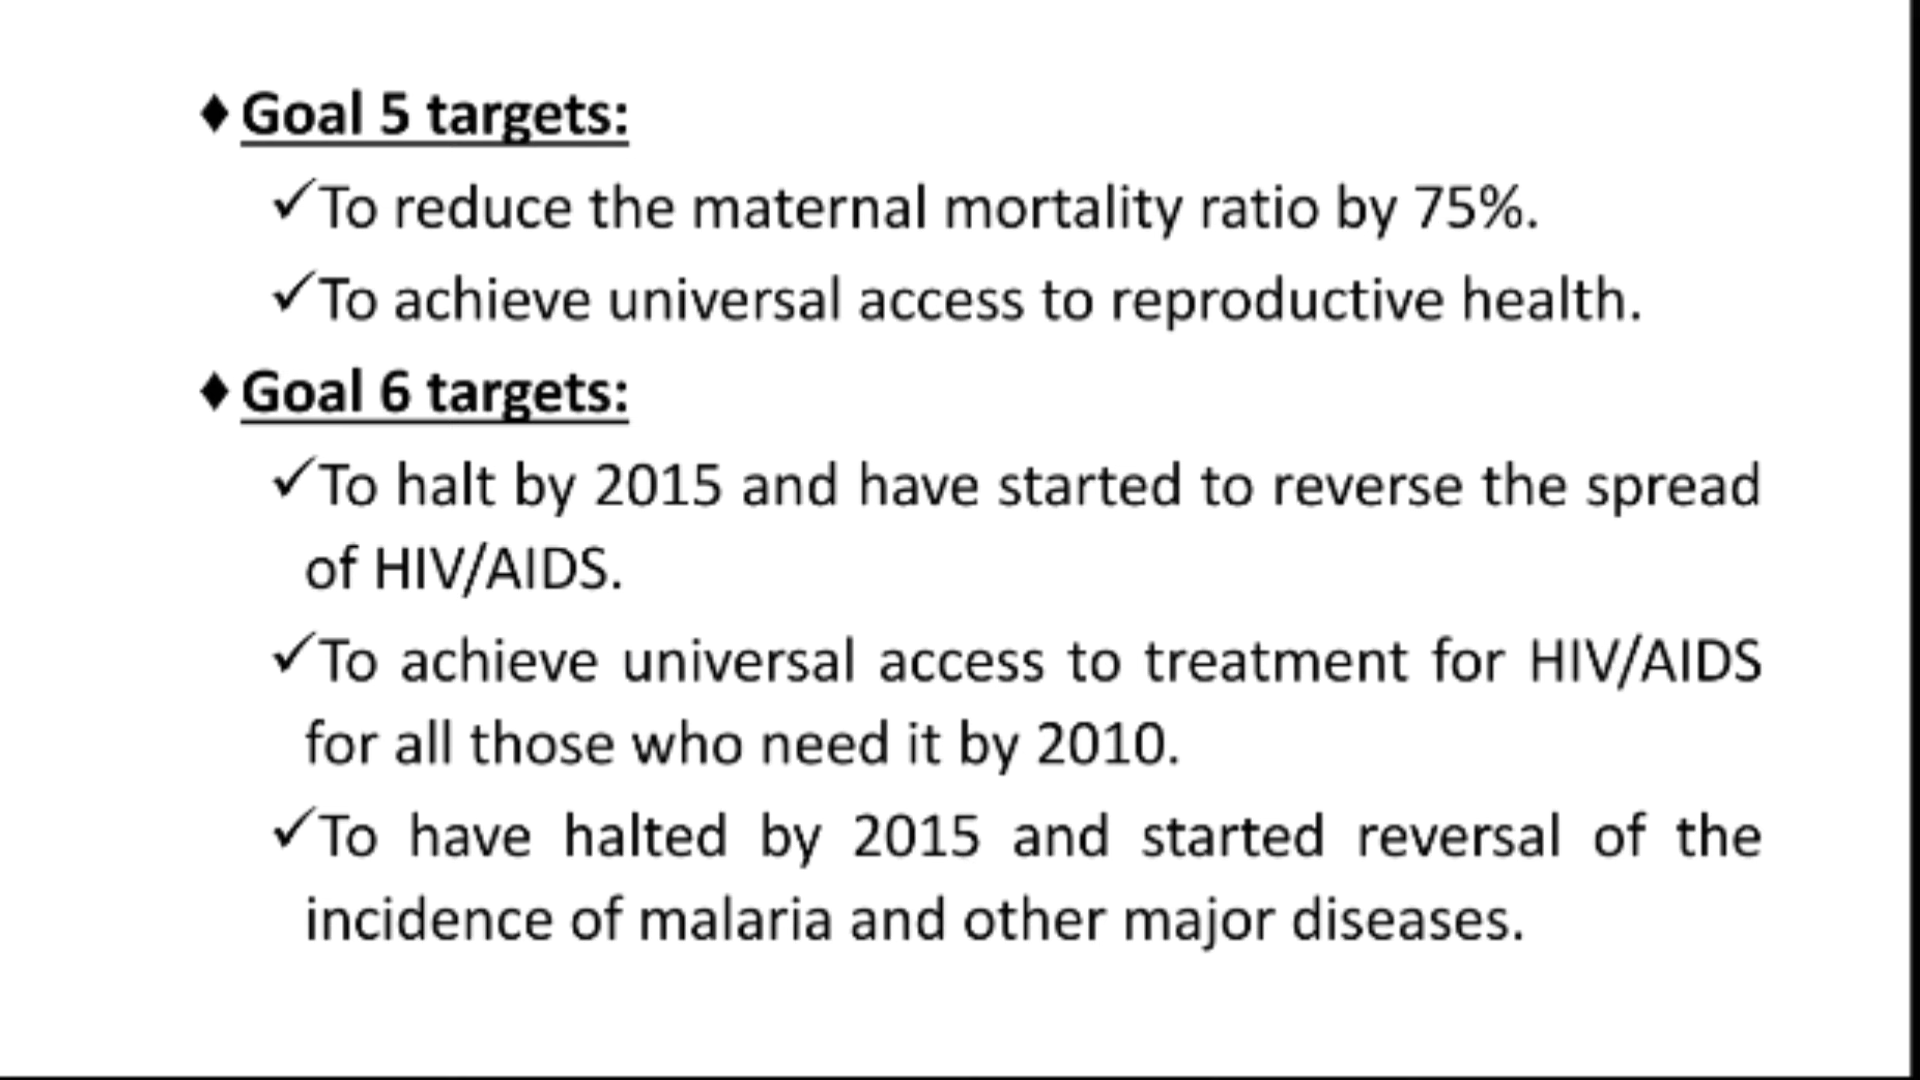 ♦ Goal 5 targets:
✓To reduce the maternal mortality ratio by 75%.
✓To achieve universal access to reproductive health.
♦ Goal 6 targets:
✓To halt by 2015 and have started to reverse the spread
of HIV/AIDS.
✓To achieve universal access to treatment for HIV/AIDS
for all those who need it by 2010.
✓To have halted by 2015 and started reversal of the
incidence of malaria and other major diseases.